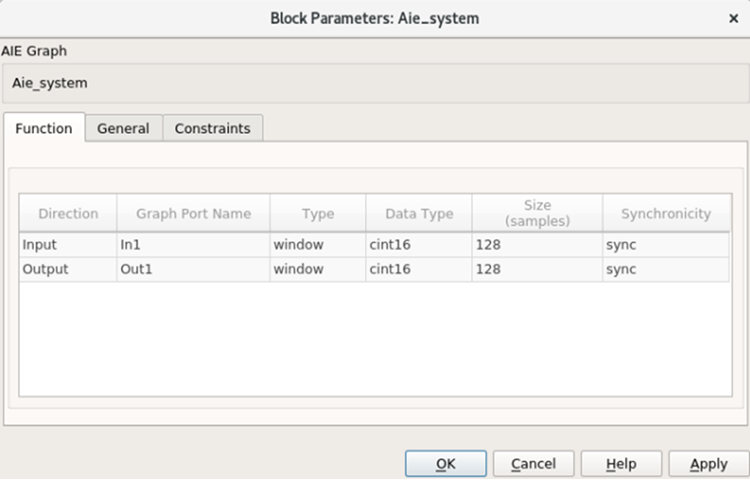 Block Parameters: Aie_system
AIE Graph
Aie_system
Function General Constraints
Direction Graph Port Name Type Data Type Size (samples) Synchronicity
Input In1 window cint16 128 sync
Output Out1 window cint16 128 sync
OK Cancel Help Apply